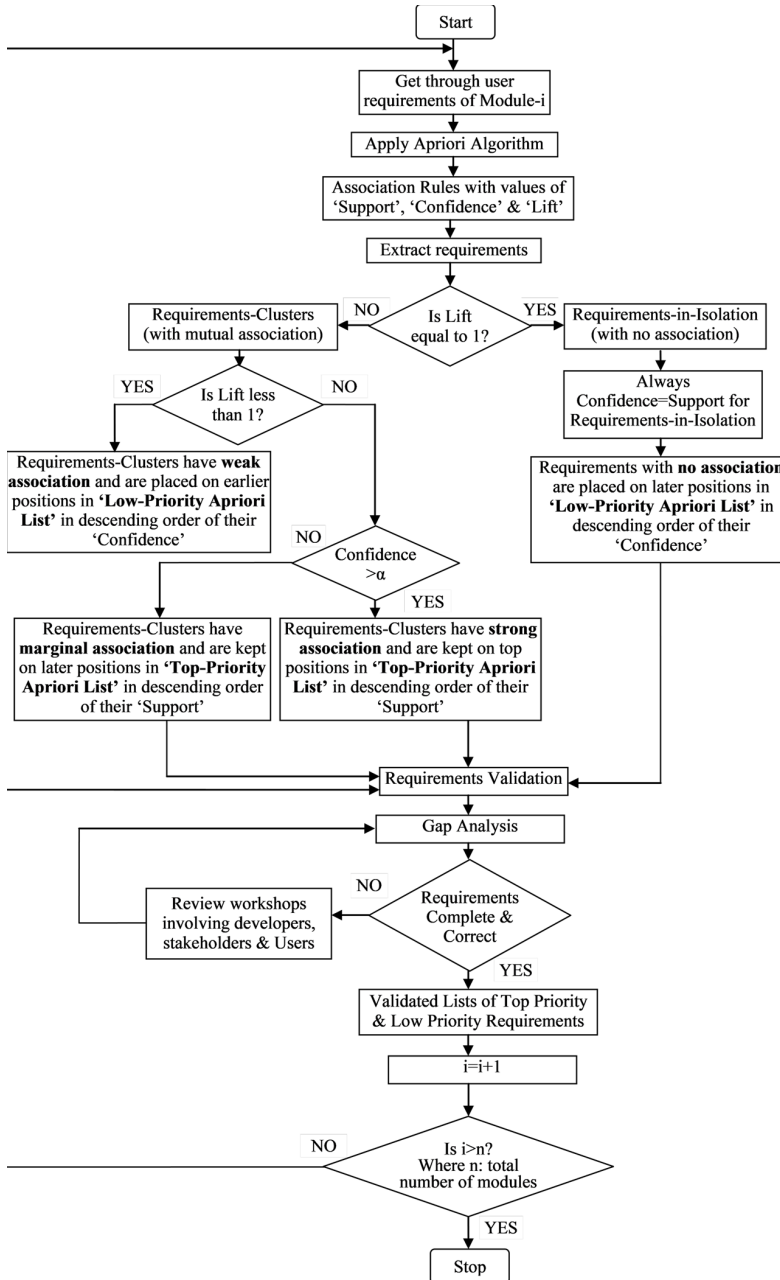 Start
Get through user
requirements of Module-i
Apply Apriori Algorithm
Association Rules with values of
‘Support’, ‘Confidence’ & ‘Lift’
Extract requirements
Is Lift
equal to 1?
NO
YES
Requirements-Clusters
(with mutual association)
Requirements-in-Isolation
(with no association)
Is Lift less
than 1?
YES
NO
Always
Confidence=Support for
Requirements-in-Isolation
Requirements-Clusters have weak
association and are placed on earlier
positions in ‘Low-Priority Apriori
List’ in descending order of their
‘Confidence’
Requirements with no association
are placed on later positions in
‘Low-Priority Apriori List’ in
descending order of their
‘Confidence’
Confidence
>α
NO
YES
Requirements-Clusters have
marginal association and are kept
on later positions in ‘Top-Priority
Apriori List’ in descending order
of their ‘Support’
Requirements-Clusters have strong
association and are kept on top
positions in ‘Top-Priority Apriori
List’ in descending order of their
‘Support’
Requirements Validation
Gap Analysis
Requirements
Complete &
Correct
NO
YES
Review workshops
involving developers,
stakeholders & Users
Validated Lists of Top Priority
& Low Priority Requirements
i=i+1
Is i>n?
Where n: total
number of modules
NO
YES
Stop